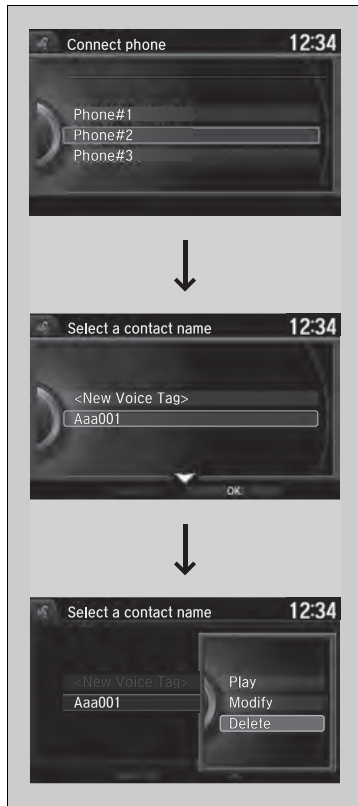 Connect phone 12:34
Phone#1
Phone#2
Phone#3
Select a contact name 12:34
<New Voice Tag>
Aaa001
OK
Select a contact name 12:34
<New Voice Tag>
Aaa001
Play
Modify
Delete